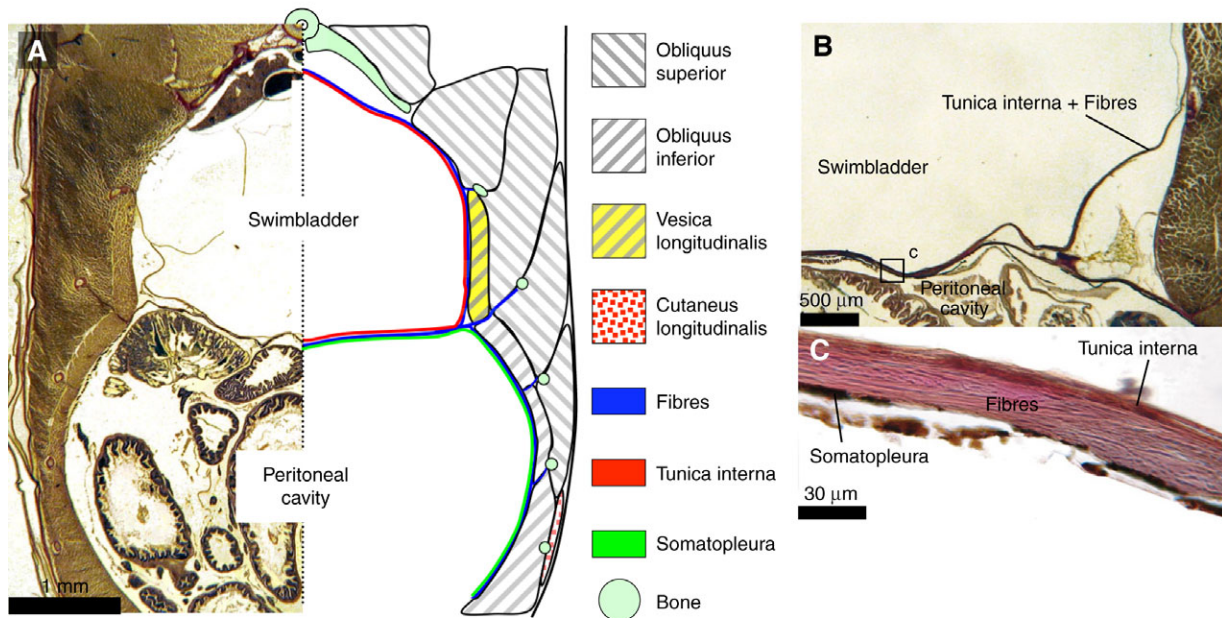 A
Swimbladder
Peritoneal
cavity
1 mm
Obliquus
superior
Obliquus
inferior
Vesica
longitudinalis
Cutaneus
longitudinalis
Fibres
Tunica interna
Somatopleura
Bone
B
Tunica interna + Fibres
Swimbladder
c
Peritoneal
cavity
500 μm
C
Tunica interna
Fibres
Somatopleura
30 μm